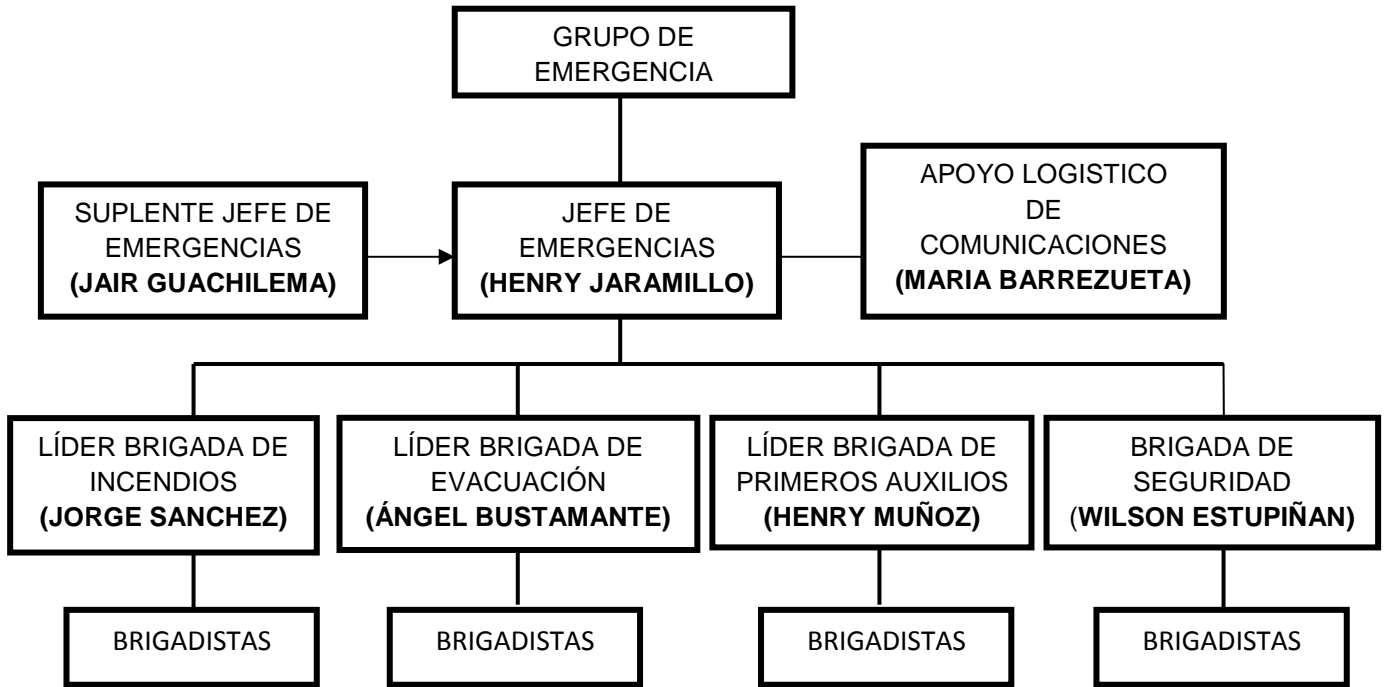 GRUPO DE
EMERGENCIA
SUPLENTE JEFE DE
EMERGENCIAS
(JAIR GUACHILEMA)
JEFE DE
EMERGENCIAS
(HENRY JARAMILLO)
APOYO LOGISTICO
DE
COMUNICACIONES
(MARIA BARREZUETA)
LÍDER BRIGADA DE
INCENDIOS
(JORGE SANCHEZ)
LÍDER BRIGADA DE
EVACUACIÓN
(ÁNGEL BUSTAMANTE)
LÍDER BRIGADA DE
PRIMEROS AUXILIOS
(HENRY MUÑOZ)
BRIGADA DE
SEGURIDAD
(WILSON ESTUPIÑAN)
BRIGADISTAS
BRIGADISTAS
BRIGADISTAS
BRIGADISTAS